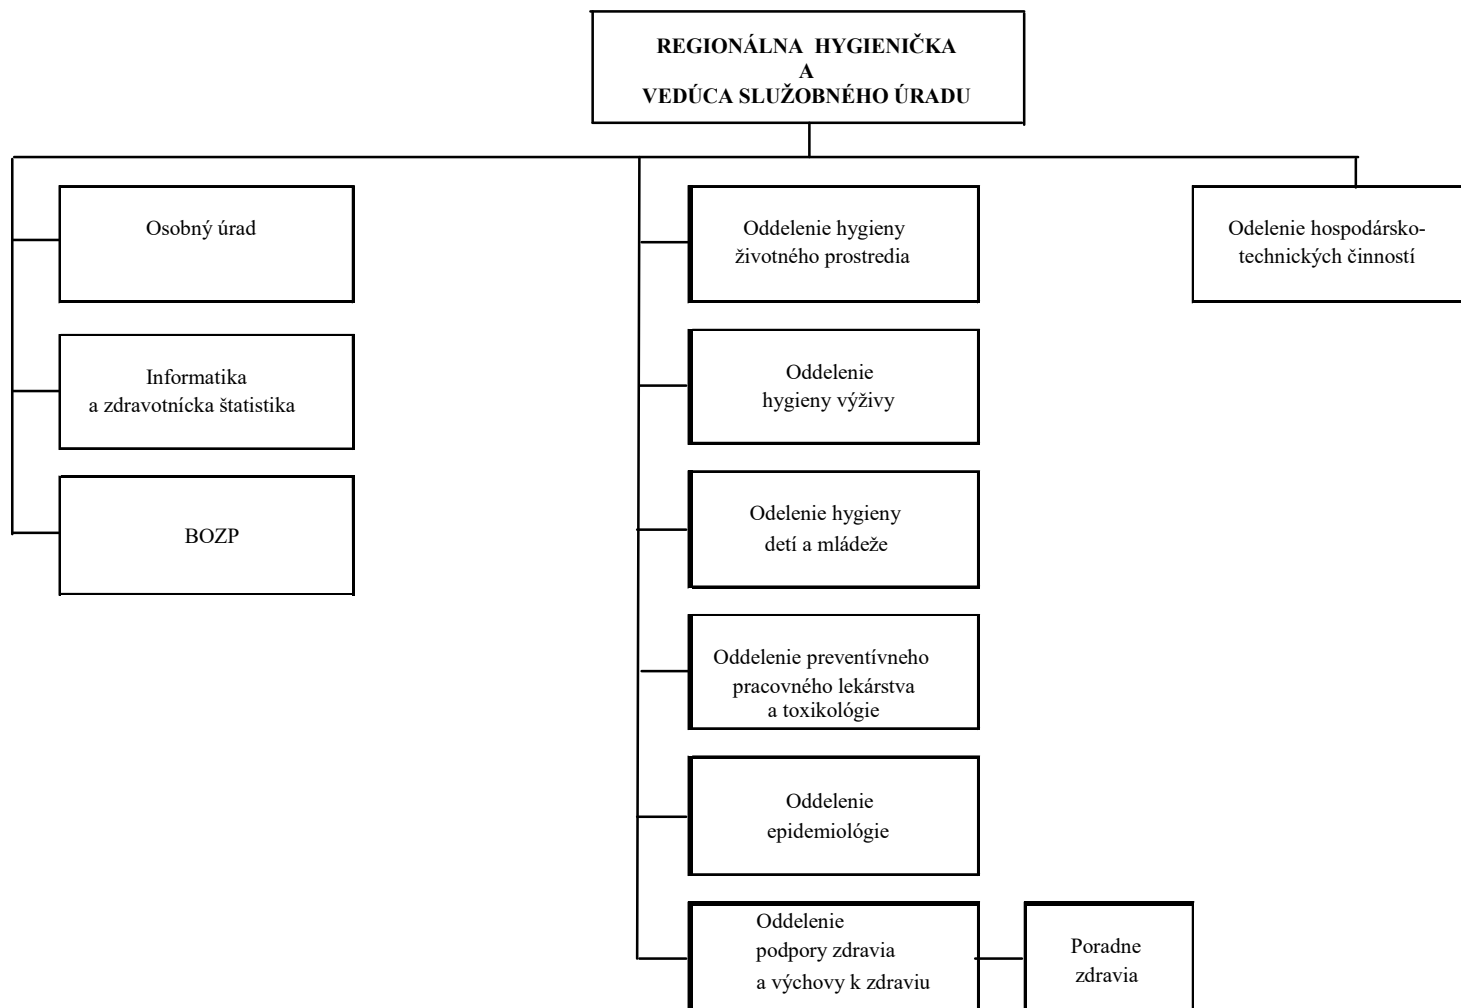 REGIONÁLNA HYGIENIČKA
A
VEDÚCA SLUŽOBNÉHO ÚRADU
Osobný úrad
Informatika
a zdravotnícka štatistika
BOZP
Oddelenie hygieny
životného prostredia
Oddelenie
hygieny výživy
Odelenie hygieny
detí a mládeže
Oddelenie preventívneho
pracovného lekárstva
a toxikológie
Oddelenie
epidemiológie
Oddelenie
podpory zdravia
a výchovy k zdraviu
Poradne
zdravia
Odelenie hospodársko-
technických činností